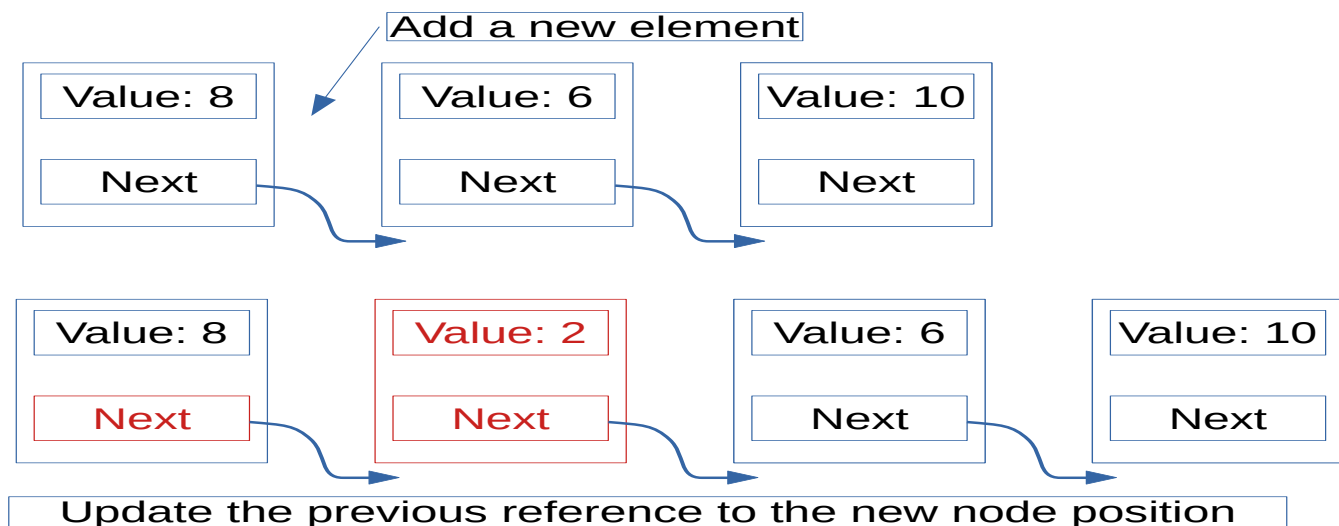 Add a new element
Value: 8 Value: 6 Value: 10
Next Next Next
Value: 8 Value: 2 Value: 6 Value: 10
Next Next Next Next
Update the previous reference to the new node position